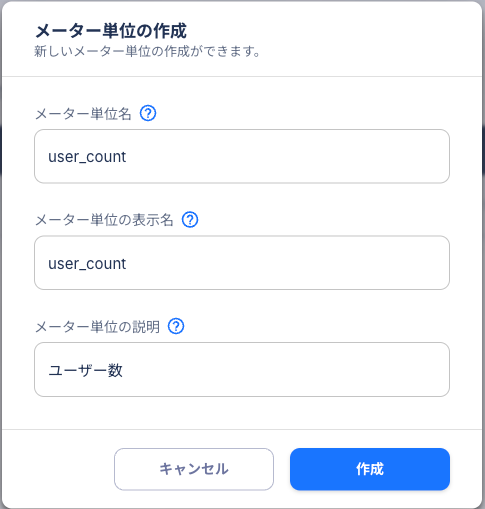 メーター単位の作成
新しいメーター単位の作成ができます。
メーター単位名 ?
user_count
メーター単位の表示名 ?
user_count
メーター単位の説明 ?
ユーザー数
キャンセル 作成